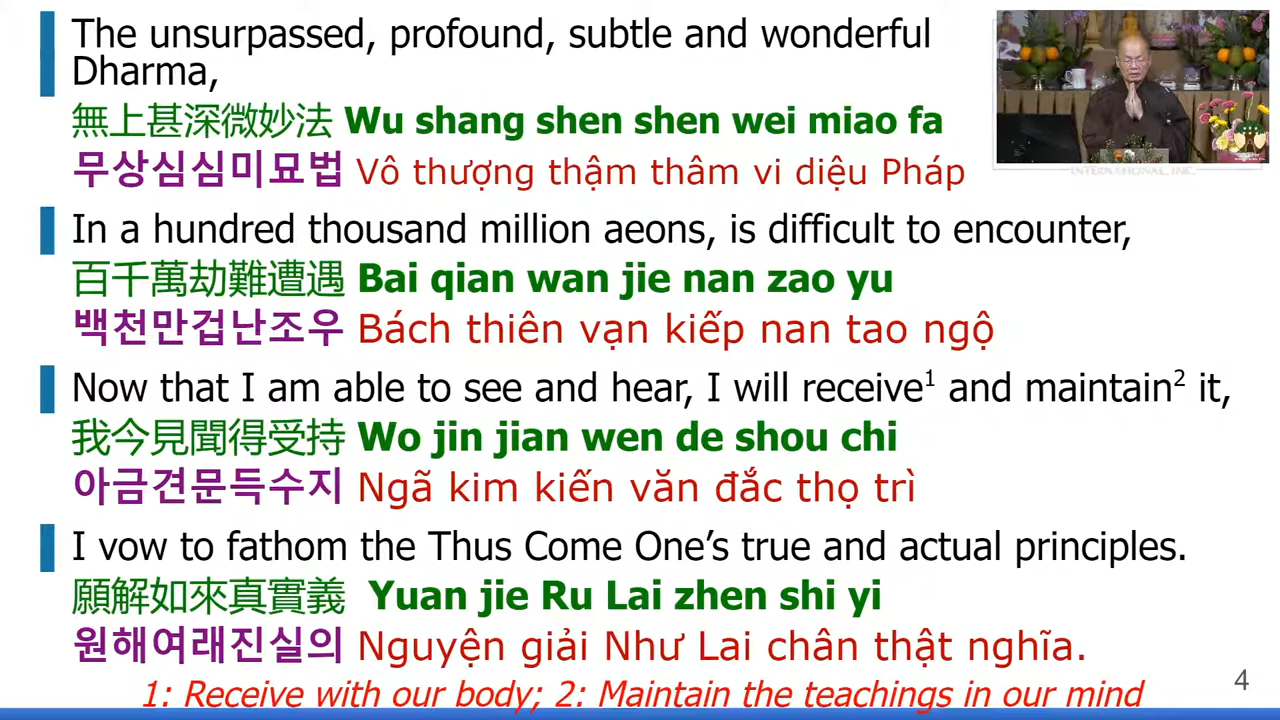 The unsurpassed, profound, subtle and wonderful
Dharma,
無上甚深微妙法 Wu shang shen shen wei miao fa
무상심심미묘법 Vô thượng thậm thâm vi diệu Pháp
INTERNATIONAL, INC.
In a hundred thousand million aeons, is difficult to encounter,
百千萬劫難遭遇 Bai qian wan jie nan zao yu
백천만겁난조우 Bách thiên vạn kiếp nan tao ngộ
Now that I am able to see and hear, I will receive1 and maintain2 it,
我今見聞得受持 Wo jin jian wen de shou chi
아금견문득수지 Ngã kim kiến văn đắc thọ trì
I vow to fathom the Thus Come One’s true and actual principles.
願解如來真實義 Yuan jie Ru Lai zhen shi yi
원해여래진실의 Nguyện giải Như Lai chân thật nghĩa.
1: Receive with our body; 2: Maintain the teachings in our mind
4